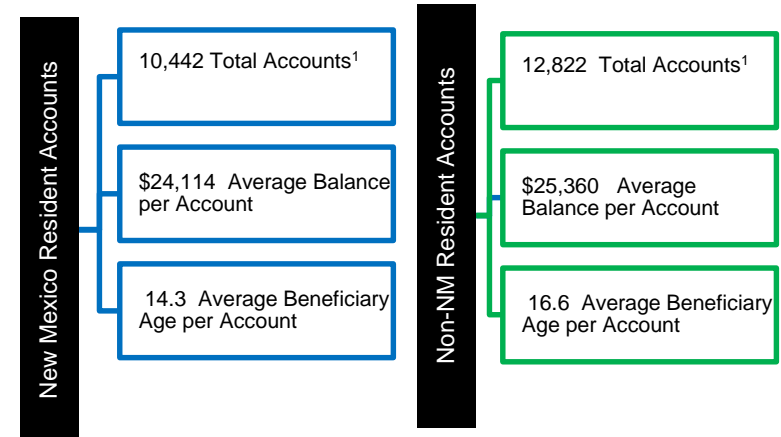 New Mexico Resident Accounts
10,442 Total Accounts1
$24,114 Average Balance
per Account
14.3 Average Beneficiary
Age per Account
Non-NM Resident Accounts
12,822 Total Accounts1
$25,360 Average
Balance per Account
16.6 Average Beneficiary
Age per Account